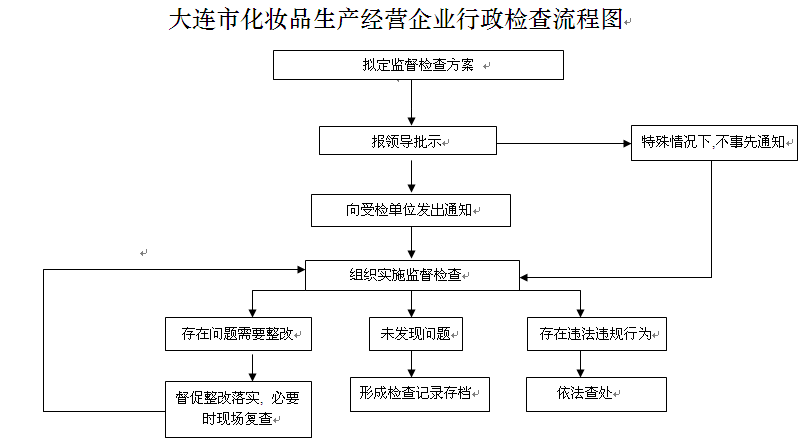 大连市化妆品生产经营企业行政检查流程图
拟定监督检查方案
报领导批示
特殊情况下,不事先通知
向受检单位发出通知
组织实施监督检查
存在问题需要整改
未发现问题
存在违法违规行为
督促整改落实, 必要
时现场复查
形成检查记录存档
依法查处